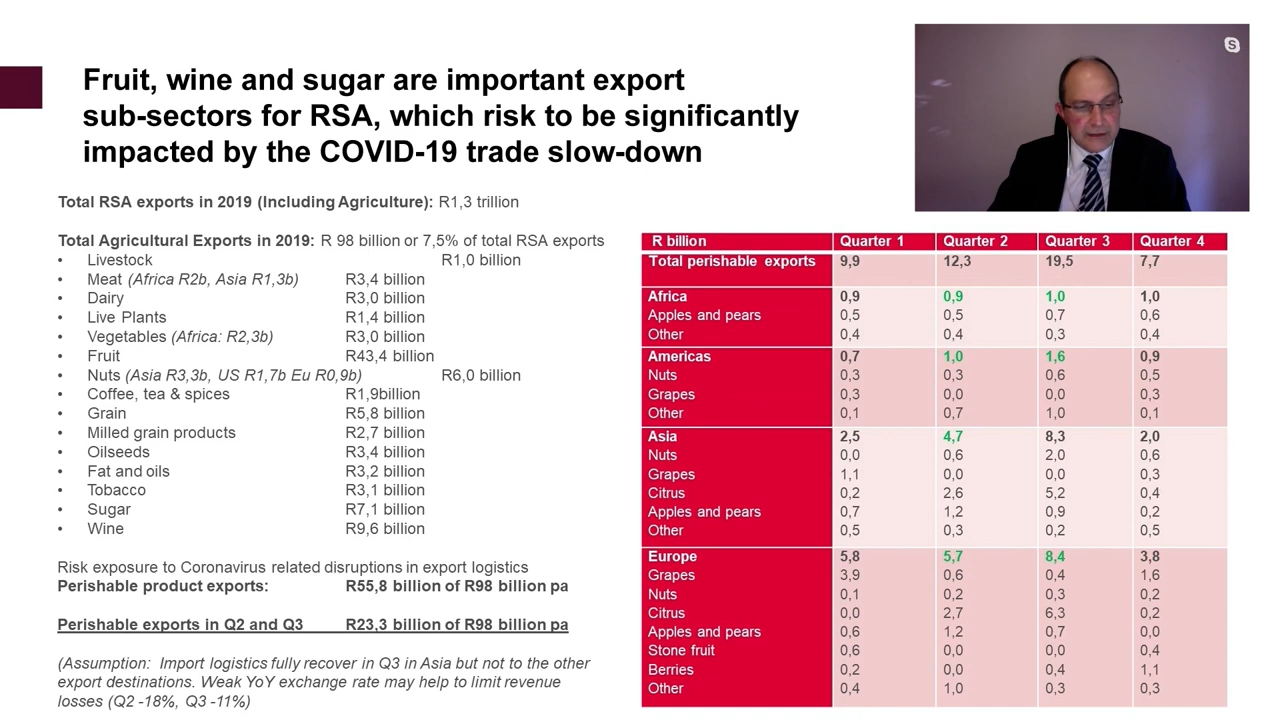 Fruit, wine and sugar are important export
sub-sectors for RSA, which risk to be significantly
impacted by the COVID-19 trade slow-down
Total RSA exports in 2019 (Including Agriculture): R1,3 trillion
Total Agricultural Exports in 2019: R 98 billion or 7,5% of total RSA exports
• Livestock R1,0 billion
• Meat (Africa R2b, Asia R1,3b) R3,4 billion
• Dairy R3,0 billion
• Live Plants R1,4 billion
• Vegetables (Africa: R2,3b) R3,0 billion
• Fruit R43,4 billion
• Nuts (Asia R3,3b, US R1,7b Eu R0,9b) R6,0 billion
• Coffee, tea & spices R1,9billion
• Grain R5,8 billion
• Milled grain products R2,7 billion
• Oilseeds R3,4 billion
• Fat and oils R3,2 billion
• Tobacco R3,1 billion
• Sugar R7,1 billion
• Wine R9,6 billion
Risk exposure to Coronavirus related disruptions in export logistics
Perishable product exports: R55,8 billion of R98 billion pa
Perishable exports in Q2 and Q3 R23,3 billion of R98 billion pa
(Assumption: Import logistics fully recover in Q3 in Asia but not to the other
export destinations. Weak YoY exchange rate may help to limit revenue
losses (Q2 -18%, Q3 -11%)
R billion Quarter 1 Quarter 2 Quarter 3 Quarter 4
Total perishable exports 9,9 12,3 19,5 7,7
Africa 0,9 0,9 1,0 1,0
Apples and pears 0,5 0,5 0,7 0,6
Other 0,4 0,4 0,3 0,4
Americas 0,7 1,0 1,6 0,9
Nuts 0,3 0,3 0,6 0,5
Grapes 0,3 0,0 0,0 0,3
Other 0,1 0,7 1,0 0,1
Asia 2,5 4,7 8,3 2,0
Nuts 0,0 0,6 2,0 0,6
Grapes 1,1 0,0 0,0 0,3
Citrus 0,2 2,6 5,2 0,4
Apples and pears 0,7 1,2 0,9 0,2
Other 0,5 0,3 0,2 0,5
Europe 5,8 5,7 8,4 3,8
Grapes 3,9 0,6 0,4 1,6
Nuts 0,1 0,2 0,3 0,2
Citrus 0,0 2,7 6,3 0,2
Apples and pears 0,6 1,2 0,7 0,0
Stone fruit 0,6 0,0 0,0 0,4
Berries 0,2 0,0 0,4 1,1
Other 0,4 1,0 0,3 0,3